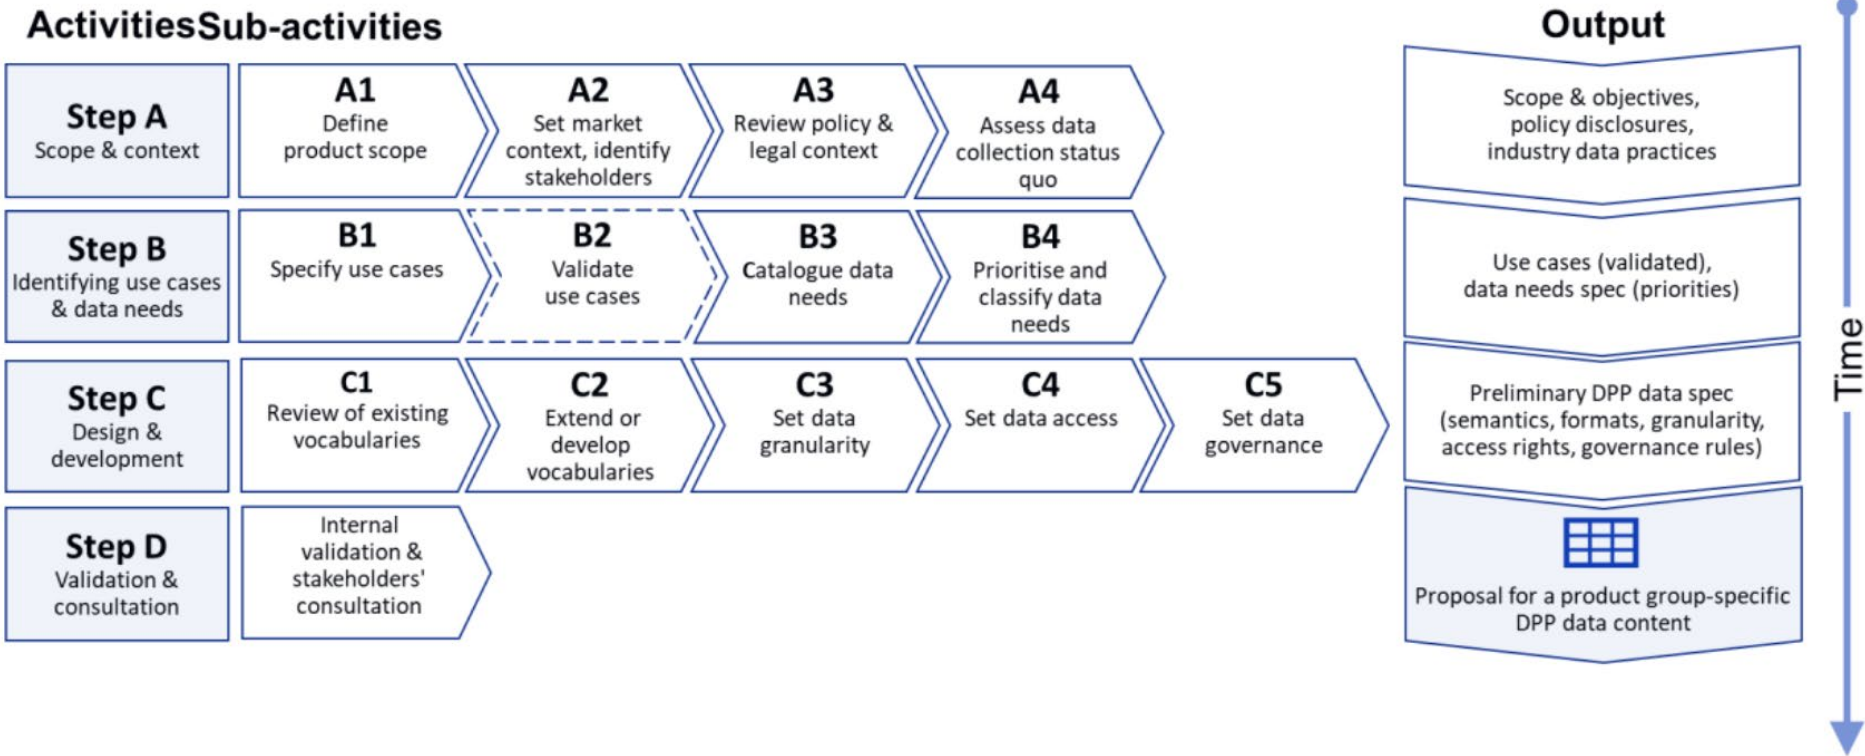 Activities Sub-activities
Output
Step A
Scope & context
A1
Define
product scope
A2
Set market
context, identify
stakeholders
A3
Review policy &
legal context
A4
Assess data
collection status
quo
Scope & objectives,
policy disclosures,
industry data practices
Step B
Identifying use cases
& data needs
B1
Specify use cases
B2
Validate
use cases
B3
Catalogue data
needs
B4
Prioritise and
classify data
needs
Use cases (validated),
data needs spec (priorities)
Step C
Design &
development
C1
Review of existing
vocabularies
C2
Extend or
develop
vocabularies
C3
Set data
granularity
C4
Set data access
C5
Set data
governance
Preliminary DPP data spec
(semantics, formats, granularity,
access rights, governance rules)
Step D
Validation &
consultation
Internal
validation &
stakeholders'
consultation
Proposal for a product group-specific
DPP data content
Time